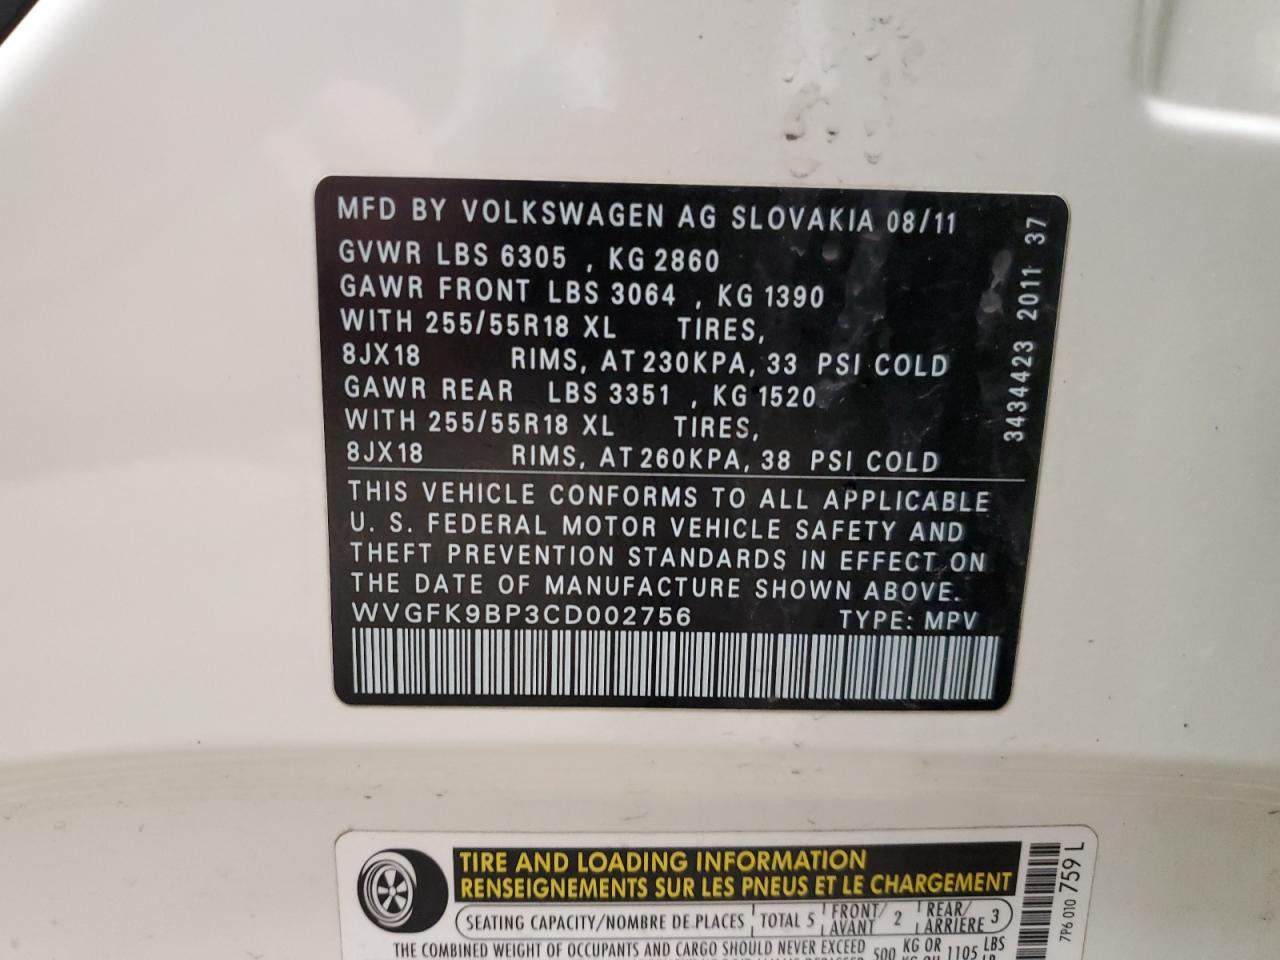 MFD BY VOLKSWAGEN AG SLOVAKIA 08/11
GVWR LBS 6305 , KG 2860
GAWR FRONT LBS 3064 , KG 1390
WITH 255/55R18 XL TIRES,
8JX18 RIMS, AT 230KPA, 33 PSI COLD
GAWR REAR LBS 3351 , KG 1520
WITH 255/55R18 XL TIRES,
8JX18 RIMS, AT 260KPA, 38 PSI COLD
THIS VEHICLE CONFORMS TO ALL APPLICABLE
U. S. FEDERAL MOTOR VEHICLE SAFETY AND
THEFT PREVENTION STANDARDS IN EFFECT ON
THE DATE OF MANUFACTURE SHOWN ABOVE.
WVGFK9BP3CD002756 TYPE: MPV
3434423 2011 37
TIRE AND LOADING INFORMATION
RENSEIGNEMENTS SUR LES PNEUS ET LE CHARGEMENT
SEATING CAPACITY/NOMBRE DE PLACES TOTAL 5 FRONT/ AVANT 2 REAR/ ARRIÈRE 3
THE COMBINED WEIGHT OF OCCUPANTS AND CARGO SHOULD NEVER EXCEED 500 KG OR 1105 LBS
7P6 010 759 L